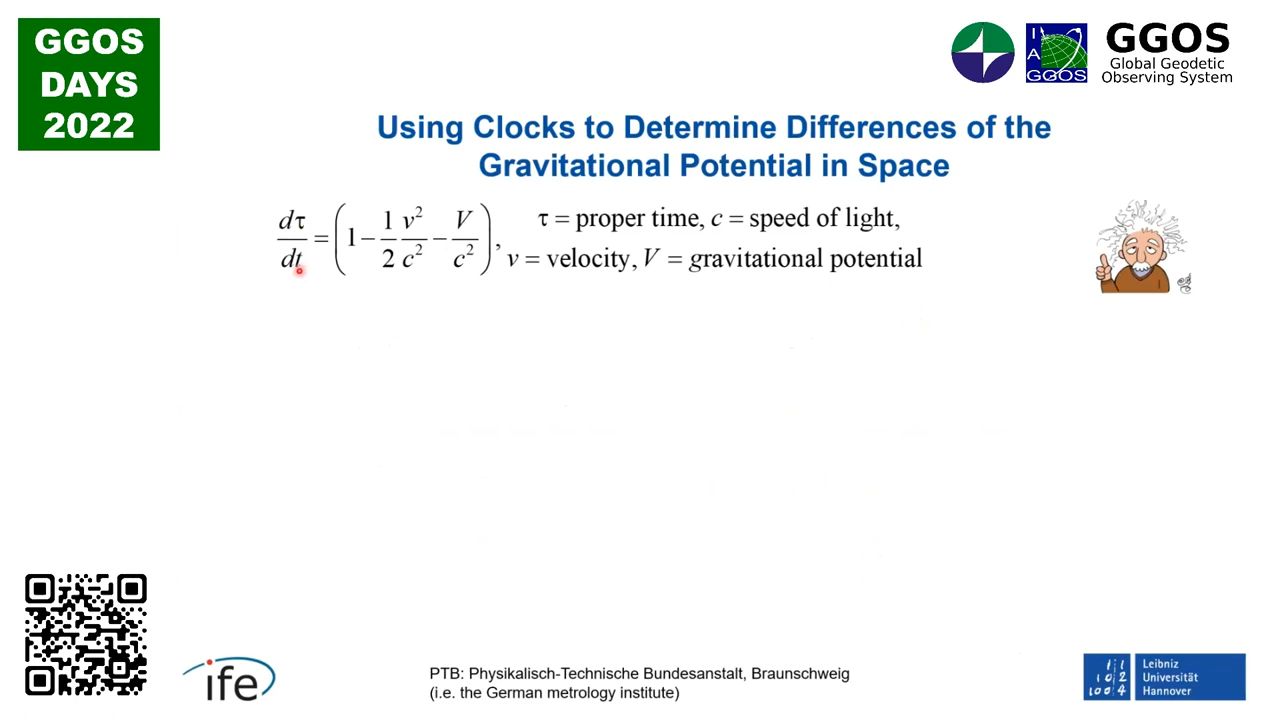 GGOS
DAYS
2022
IAGGOS
GGOS
Global Geodetic
Observing System
Using Clocks to Determine Differences of the
Gravitational Potential in Space
dτ/dt = (1 − 1/2 v²/c² − V/c²), τ = proper time, c = speed of light,
v = velocity, V = gravitational potential
ife
PTB: Physikalisch-Technische Bundesanstalt, Braunschweig
(i.e. the German metrology institute)
Leibniz
Universität
Hannover